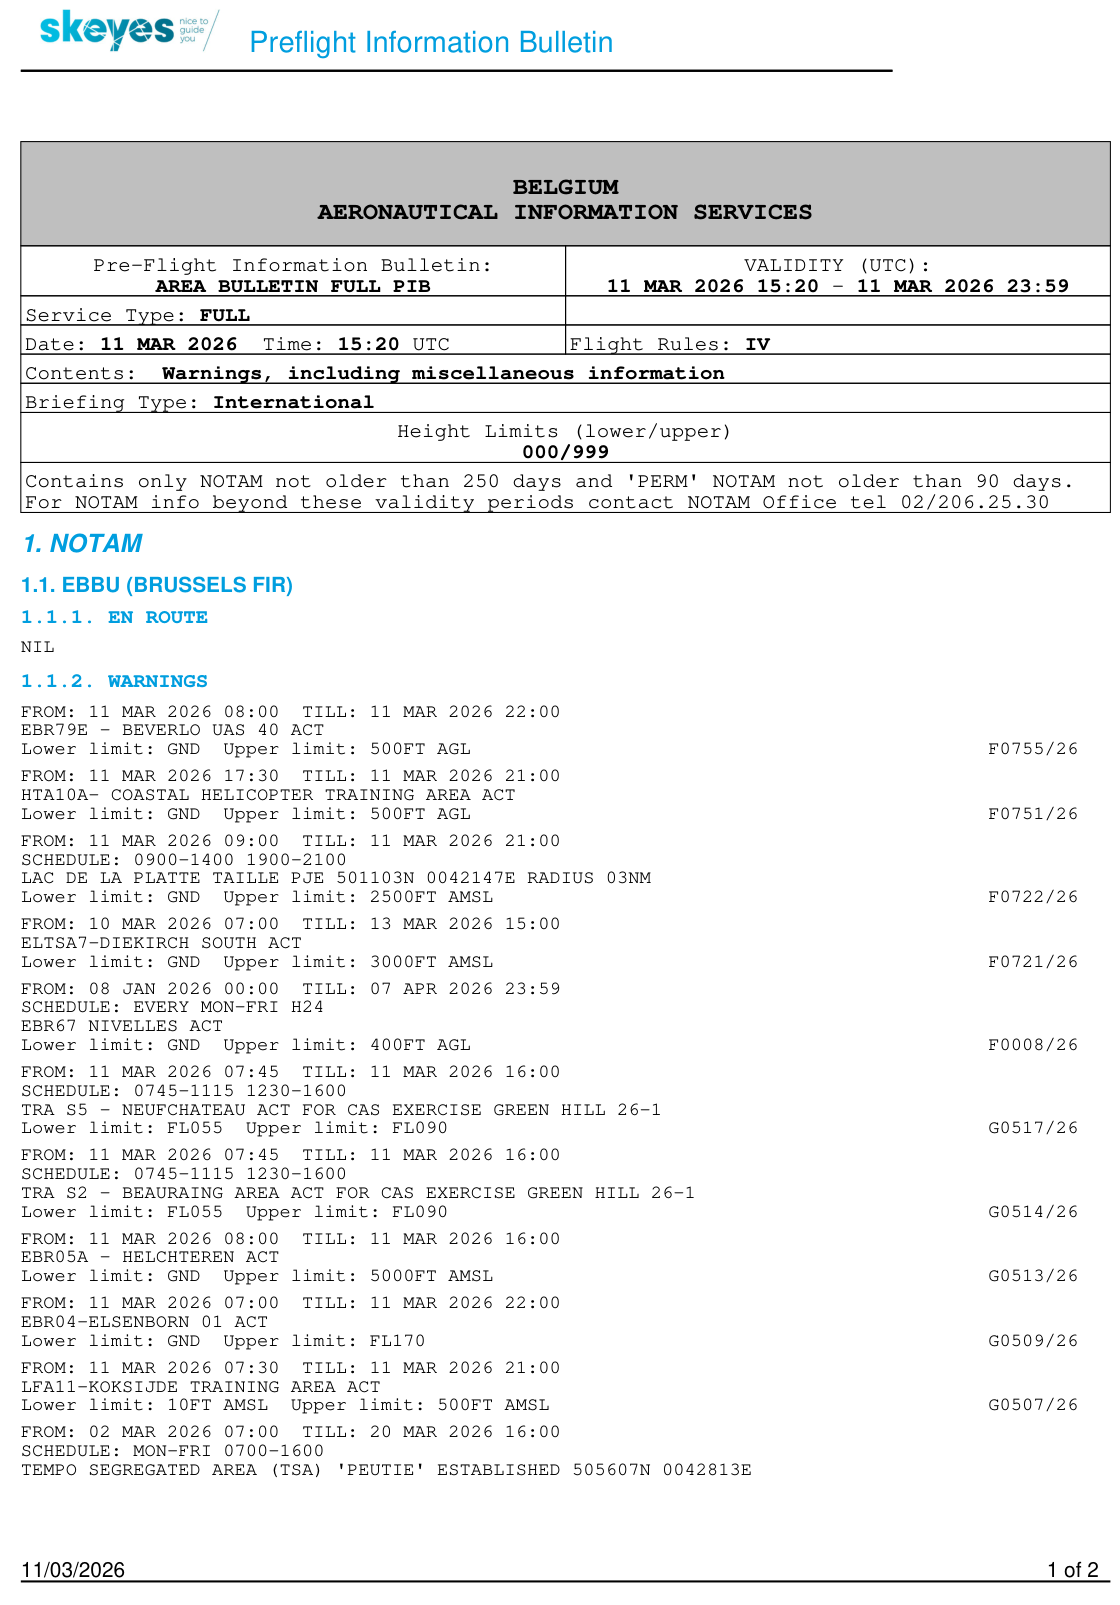 skeyes nice to guide you
Preflight Information Bulletin
BELGIUM
AERONAUTICAL INFORMATION SERVICES
Pre-Flight Information Bulletin:
AREA BULLETIN FULL PIB
VALIDITY (UTC):
11 MAR 2026 15:20 - 11 MAR 2026 23:59
Service Type: FULL
Date: 11 MAR 2026  Time: 15:20 UTC
Flight Rules: IV
Contents:  Warnings, including miscellaneous information
Briefing Type: International
Height Limits (lower/upper)
000/999
Contains only NOTAM not older than 250 days and 'PERM' NOTAM not older than 90 days.
For NOTAM info beyond these validity periods contact NOTAM Office tel 02/206.25.30
1. NOTAM
1.1. EBBU (BRUSSELS FIR)
1.1.1. EN ROUTE
NIL
1.1.2. WARNINGS
FROM: 11 MAR 2026 08:00  TILL: 11 MAR 2026 22:00
EBR79E - BEVERLO UAS 40 ACT
Lower limit: GND  Upper limit: 500FT AGL F0755/26
FROM: 11 MAR 2026 17:30  TILL: 11 MAR 2026 21:00
HTA10A- COASTAL HELICOPTER TRAINING AREA ACT
Lower limit: GND  Upper limit: 500FT AGL F0751/26
FROM: 11 MAR 2026 09:00  TILL: 11 MAR 2026 21:00
SCHEDULE: 0900-1400 1900-2100
LAC DE LA PLATTE TAILLE PJE 501103N 0042147E RADIUS 03NM
Lower limit: GND  Upper limit: 2500FT AMSL F0722/26
FROM: 10 MAR 2026 07:00  TILL: 13 MAR 2026 15:00
ELTSA7-DIEKIRCH SOUTH ACT
Lower limit: GND  Upper limit: 3000FT AMSL F0721/26
FROM: 08 JAN 2026 00:00  TILL: 07 APR 2026 23:59
SCHEDULE: EVERY MON-FRI H24
EBR67 NIVELLES ACT
Lower limit: GND  Upper limit: 400FT AGL F0008/26
FROM: 11 MAR 2026 07:45  TILL: 11 MAR 2026 16:00
SCHEDULE: 0745-1115 1230-1600
TRA S5 - NEUFCHATEAU ACT FOR CAS EXERCISE GREEN HILL 26-1
Lower limit: FL055  Upper limit: FL090 G0517/26
FROM: 11 MAR 2026 07:45  TILL: 11 MAR 2026 16:00
SCHEDULE: 0745-1115 1230-1600
TRA S2 - BEAURAING AREA ACT FOR CAS EXERCISE GREEN HILL 26-1
Lower limit: FL055  Upper limit: FL090 G0514/26
FROM: 11 MAR 2026 08:00  TILL: 11 MAR 2026 16:00
EBR05A - HELCHTEREN ACT
Lower limit: GND  Upper limit: 5000FT AMSL G0513/26
FROM: 11 MAR 2026 07:00  TILL: 11 MAR 2026 22:00
EBR04-ELSENBORN 01 ACT
Lower limit: GND  Upper limit: FL170 G0509/26
FROM: 11 MAR 2026 07:30  TILL: 11 MAR 2026 21:00
LFA11-KOKSIJDE TRAINING AREA ACT
Lower limit: 10FT AMSL  Upper limit: 500FT AMSL G0507/26
FROM: 02 MAR 2026 07:00  TILL: 20 MAR 2026 16:00
SCHEDULE: MON-FRI 0700-1600
TEMPO SEGREGATED AREA (TSA) 'PEUTIE' ESTABLISHED 505607N 0042813E
11/03/2026
1 of 2